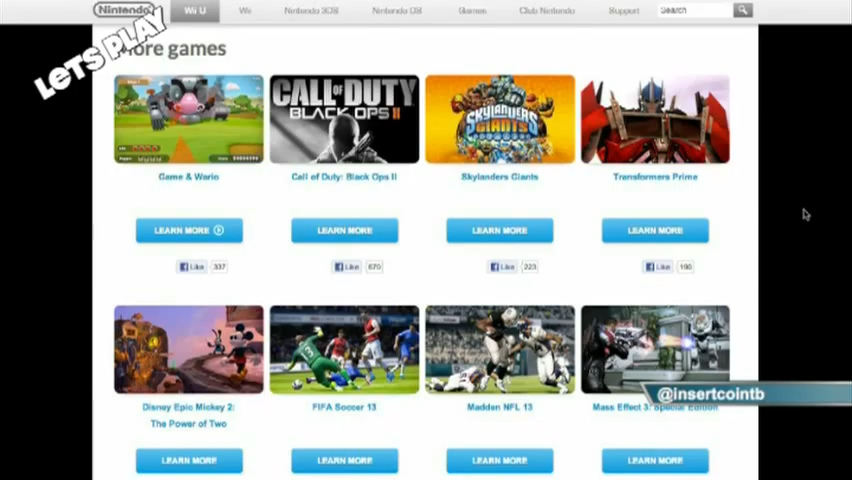 Nintendo
Wii U
Wii
Nintendo 3DS
Nintendo DS
Games
Club Nintendo
Support
Search
LETS PLAY
More games
CALL OF DUTY
BLACK OPS II
SKYLANDERS
GIANTS
Game & Wario
Call of Duty: Black Ops II
Skylanders Giants
Transformers Prime
LEARN MORE
LEARN MORE
LEARN MORE
LEARN MORE
Like 337
Like 670
Like 223
Like 190
13
@insertcointb
Disney Epic Mickey 2:
The Power of Two
FIFA Soccer 13
Madden NFL 13
Mass Effect 3: Special Edition
LEARN MORE
LEARN MORE
LEARN MORE
LEARN MORE